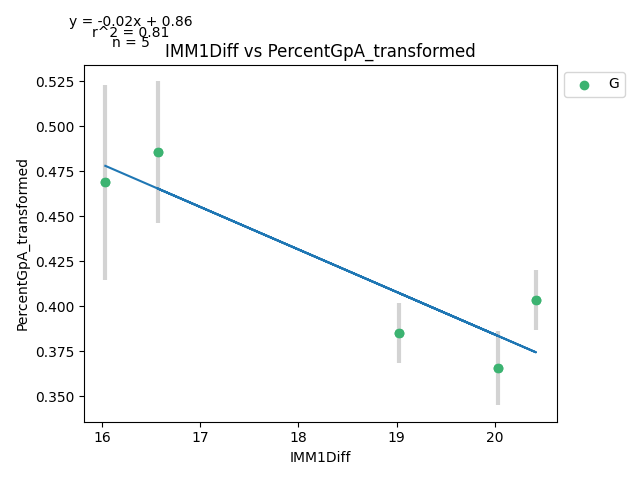 y = -0.02x + 0.86
r^2 = 0.81
n = 5
IMM1Diff vs PercentGpA_transformed
G
0.525
0.500
0.475
0.450
0.425
0.400
0.375
0.350
PercentGpA_transformed
16 17 18 19 20
IMM1Diff